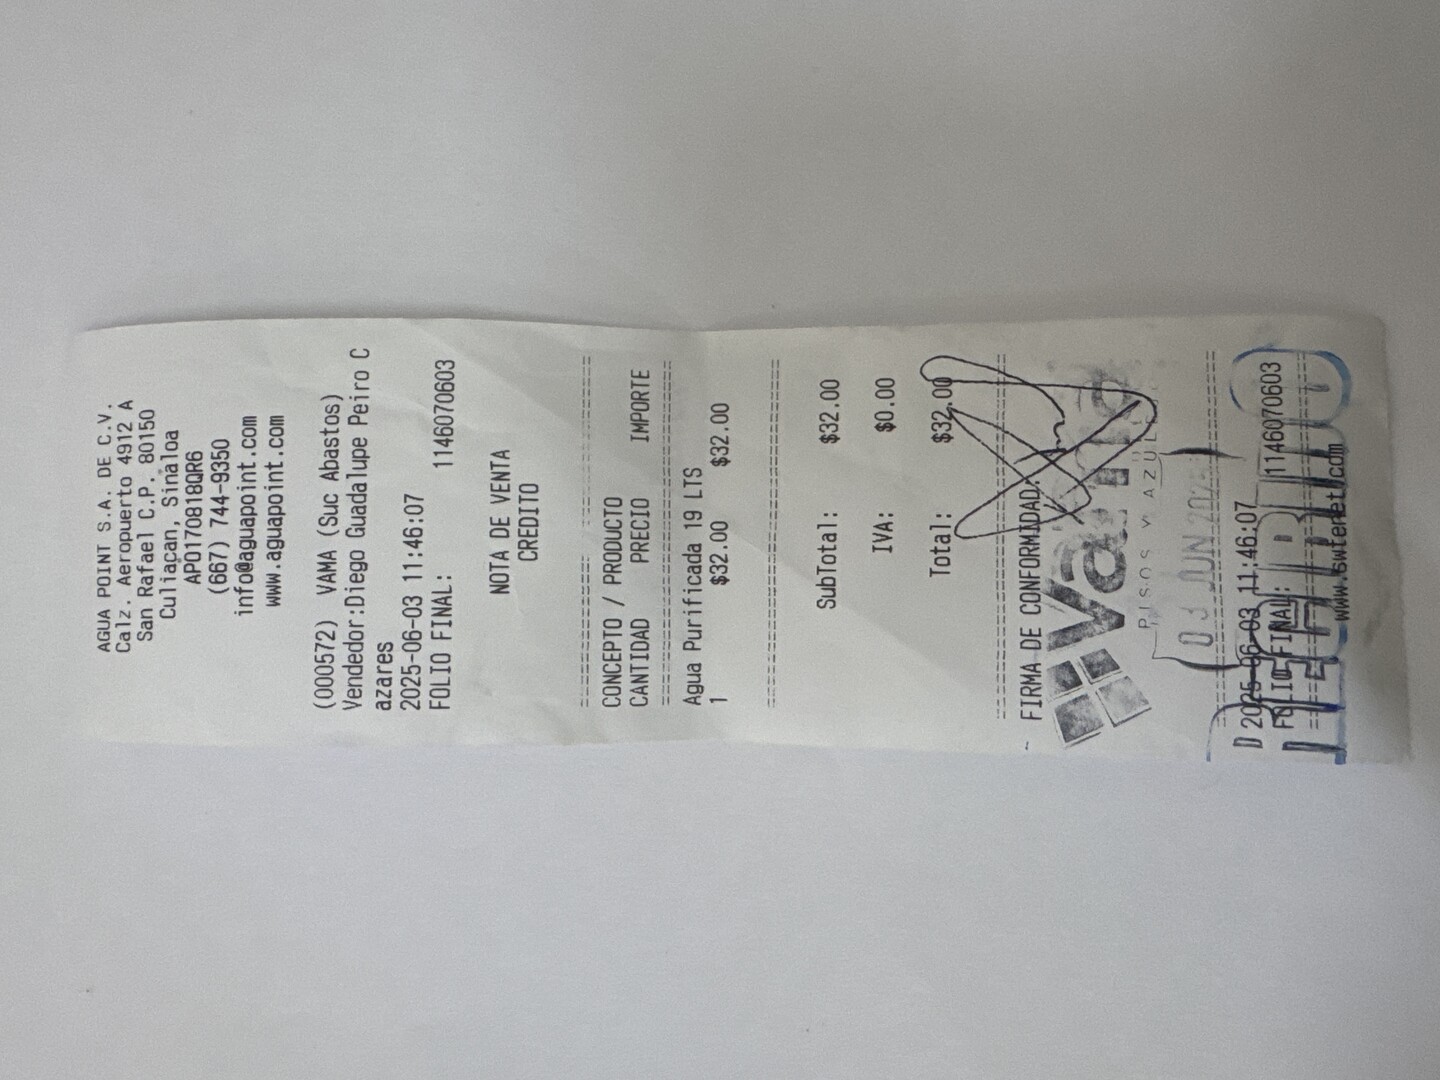 AGUA POINT S.A. DE C.V.
Calz. Aeropuerto 4912 A
San Rafael C.P. 80150
Culiacan, Sinaloa
APO170818QR6
(667) 744-9350
info@aguapoint.com
www.aguapoint.com
(000572) VAMA (Suc Abastos)
Vendedor:Diego Guadalupe Peiro C
azares
2025-06-03 11:46:07
FOLIO FINAL: 1146070603
NOTA DE VENTA
CREDITO
CONCEPTO / PRODUCTO
CANTIDAD PRECIO IMPORTE
Agua Purificada 19 LTS
1 $32.00 $32.00
SubTotal: $32.00
IVA: $0.00
Total: $32.00
FIRMA DE CONFORMIDAD.
PISOS Y AZUL
03 JUN 2025
D 2025-06-03 11:46:07
FOLIO FINAL: 1146070603